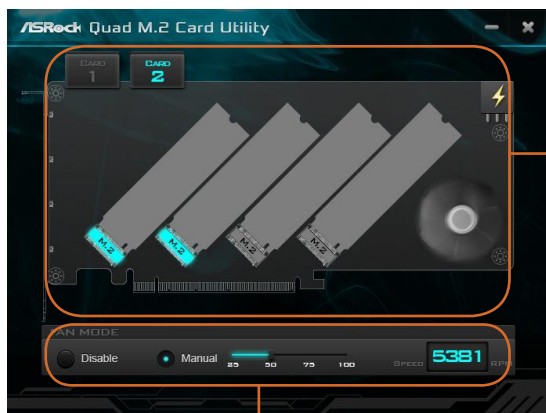 ASRock Quad M.2 Card Utility
CARD 1
CARD 2
M.2 M.2 M.2 M.2
FAN MODE
Disable Manual 25 50 75 100 SPEED 5381 RPM